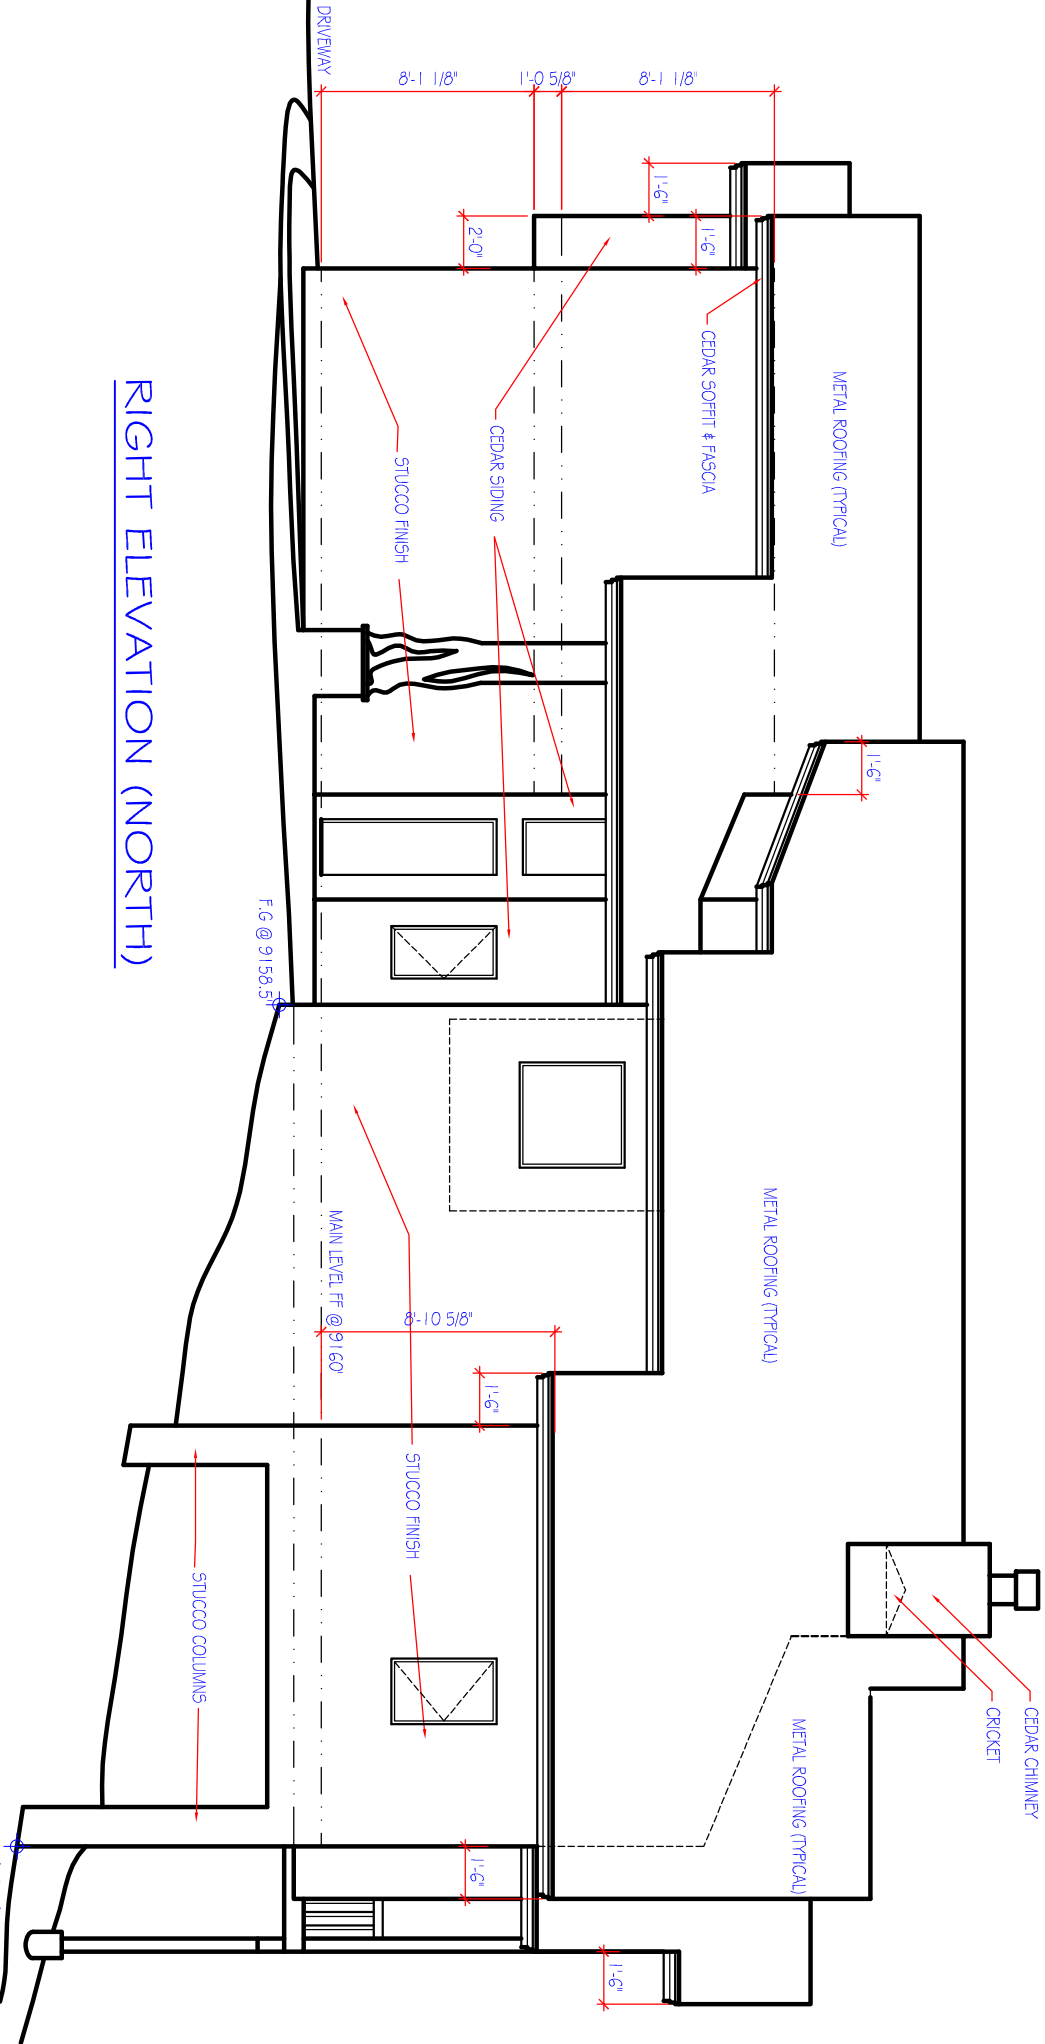 CEDAR CHIMNEY
CRICKET
METAL ROOFING (TYPICAL)
METAL ROOFING (TYPICAL)
METAL ROOFING (TYPICAL)
1'-6"
8'-1 1/8"
1'-0 5/8"
8'-1 1/8"
1'-6"
1'-6"
2'-0"
CEDAR SOFFIT & FASCIA
CEDAR SIDING
STUCCO FINISH
DRIVEWAY
8'-10 5/8"
1'-6"
1'-6"
1'-6"
STUCCO FINISH
MAIN LEVEL FF @ 9160'
F.G @ 9158.5'
STUCCO COLUMNS
RIGHT ELEVATION (NORTH)